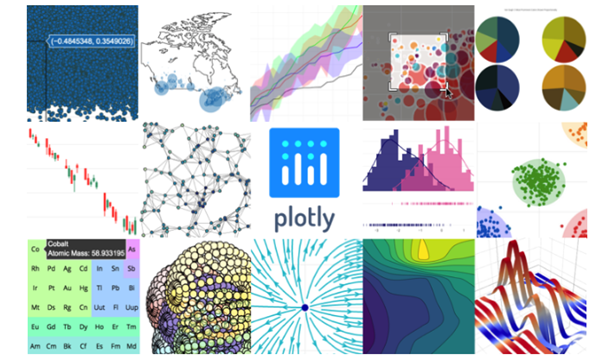 (-0.4845348, 0.3549026)
plotly
Co Cobalt As
Atomic Mass: 58.933195
Rh Pd Ag Cd In Sn Sb
Ir Pt Au Hg Tl Pb Bi
Mt Ds Rg Cn Uut Fl Uup
Eu Gd Tb Dy Ho Er Tm
Am Cm Bk Cf Es Fm Md